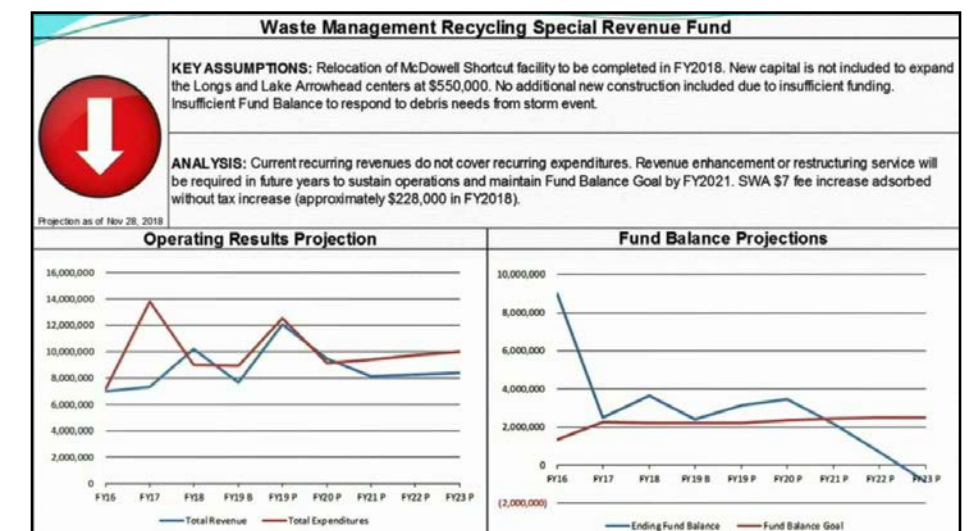 Waste Management Recycling Special Revenue Fund
KEY ASSUMPTIONS: Relocation of McDowell Shortcut facility to be completed in FY2018. New capital is not included to expand
the Longs and Lake Arrowhead centers at $550,000. No additional new construction included due to insufficient funding.
Insufficient Fund Balance to respond to debris needs from storm event.
ANALYSIS: Current recurring revenues do not cover recurring expenditures. Revenue enhancement or restructuring service will
be required in future years to sustain operations and maintain Fund Balance Goal by FY2021. SWA $7 fee increase adsorbed
without tax increase (approximately $228,000 in FY2018).
Projection as of Nov 28, 2018
Operating Results Projection
16,000,000
14,000,000
12,000,000
10,000,000
8,000,000
6,000,000
4,000,000
2,000,000
0
FY16 FY17 FY18 FY19 B FY19 P FY20 P FY21 P FY22 P FY23 P
Total Revenue Total Expenditures
Fund Balance Projections
10,000,000
8,000,000
6,000,000
4,000,000
2,000,000
0
(2,000,000)
FY16 FY17 FY18 FY19 B FY19 P FY20 P FY21 P FY22 P FY23 P
Ending Fund Balance Fund Balance Goal